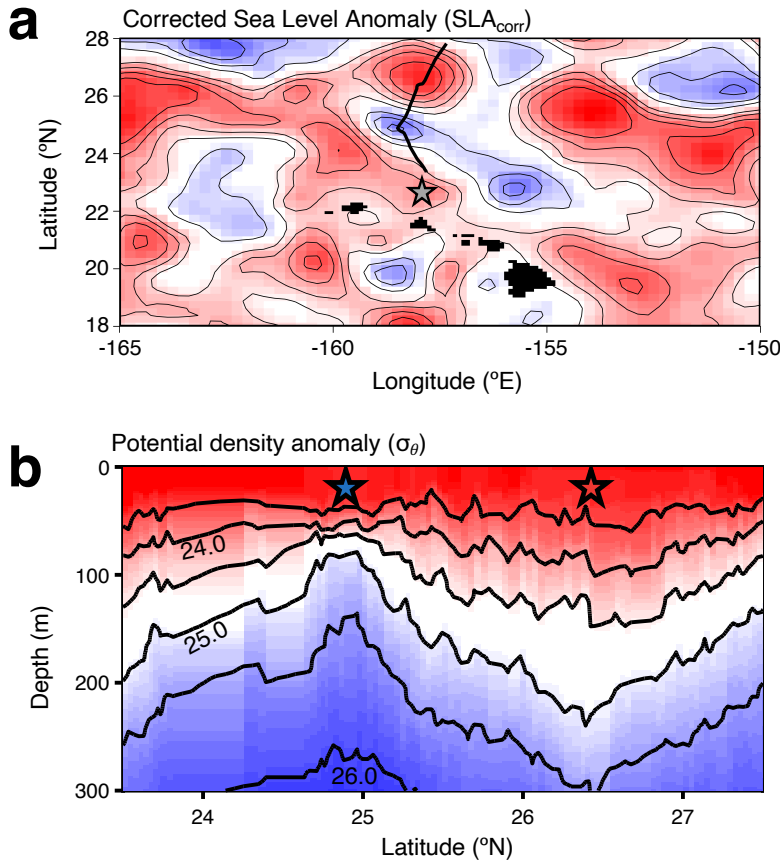 a
Corrected Sea Level Anomaly (SLAcorr)
28
26
24
22
20
18
Latitude (ºN)
-165
-160
-155
-150
Longitude (ºE)
b
Potential density anomaly (σθ)
0
100
200
300
Depth (m)
24.0
25.0
26.0
24
25
26
27
Latitude (ºN)